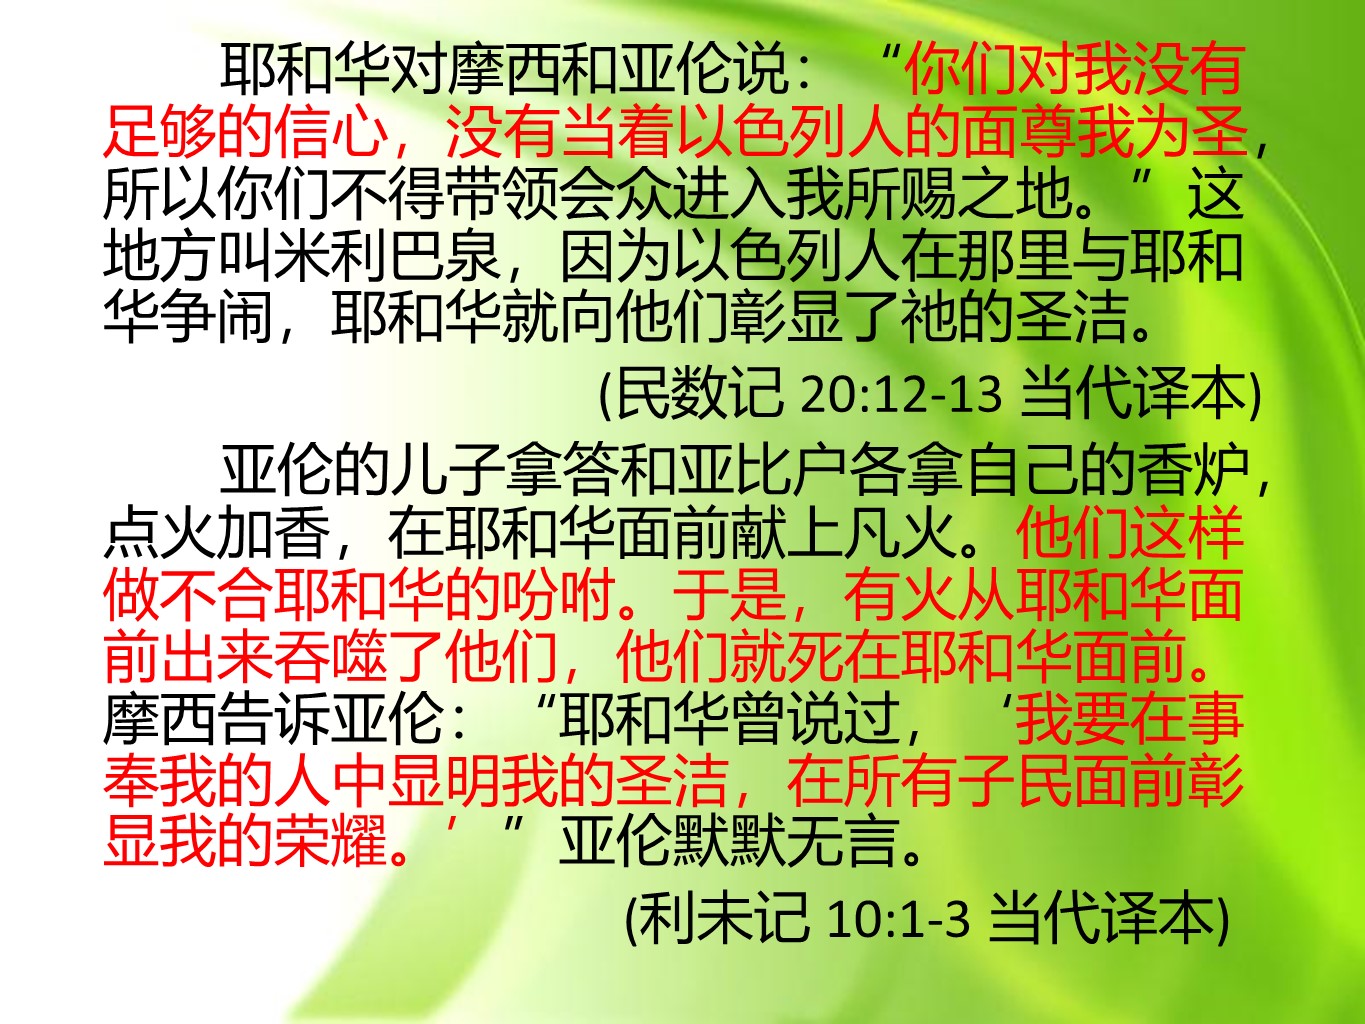 耶和华对摩西和亚伦说：“你们对我没有
足够的信心，没有当着以色列人的面尊我为圣，
所以你们不得带领会众进入我所赐之地。”这
地方叫米利巴泉，因为以色列人在那里与耶和
华争闹，耶和华就向他们彰显了祂的圣洁。
(民数记 20:12-13 当代译本)
亚伦的儿子拿答和亚比户各拿自己的香炉，
点火加香，在耶和华面前献上凡火。他们这样
做不合耶和华的吩咐。于是，有火从耶和华面
前出来吞噬了他们，他们就死在耶和华面前。
摩西告诉亚伦：“耶和华曾说过，‘我要在事
奉我的人中显明我的圣洁，在所有子民面前彰
显我的荣耀。’”亚伦默默无言。
(利未记 10:1-3 当代译本)